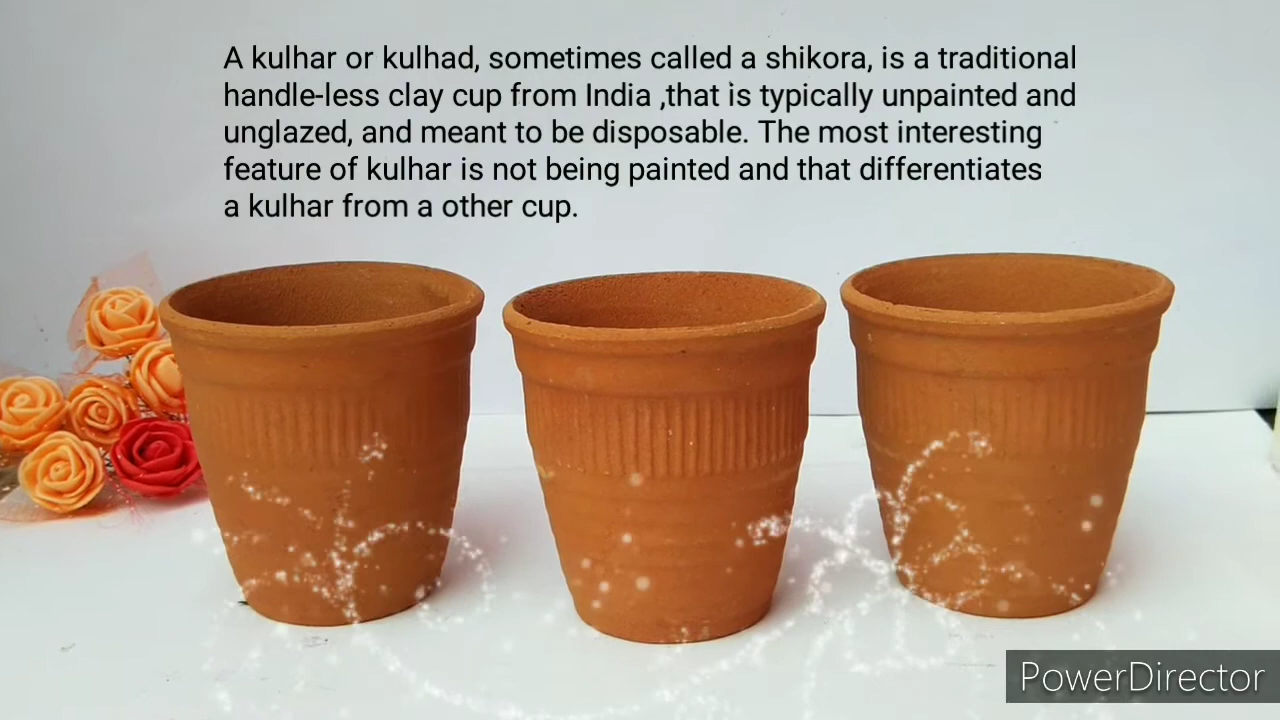 A kulhar or kulhad, sometimes called a shikora, is a traditional
handle-less clay cup from India ,that is typically unpainted and
unglazed, and meant to be disposable. The most interesting
feature of kulhar is not being painted and that differentiates
a kulhar from a other cup.
PowerDirector